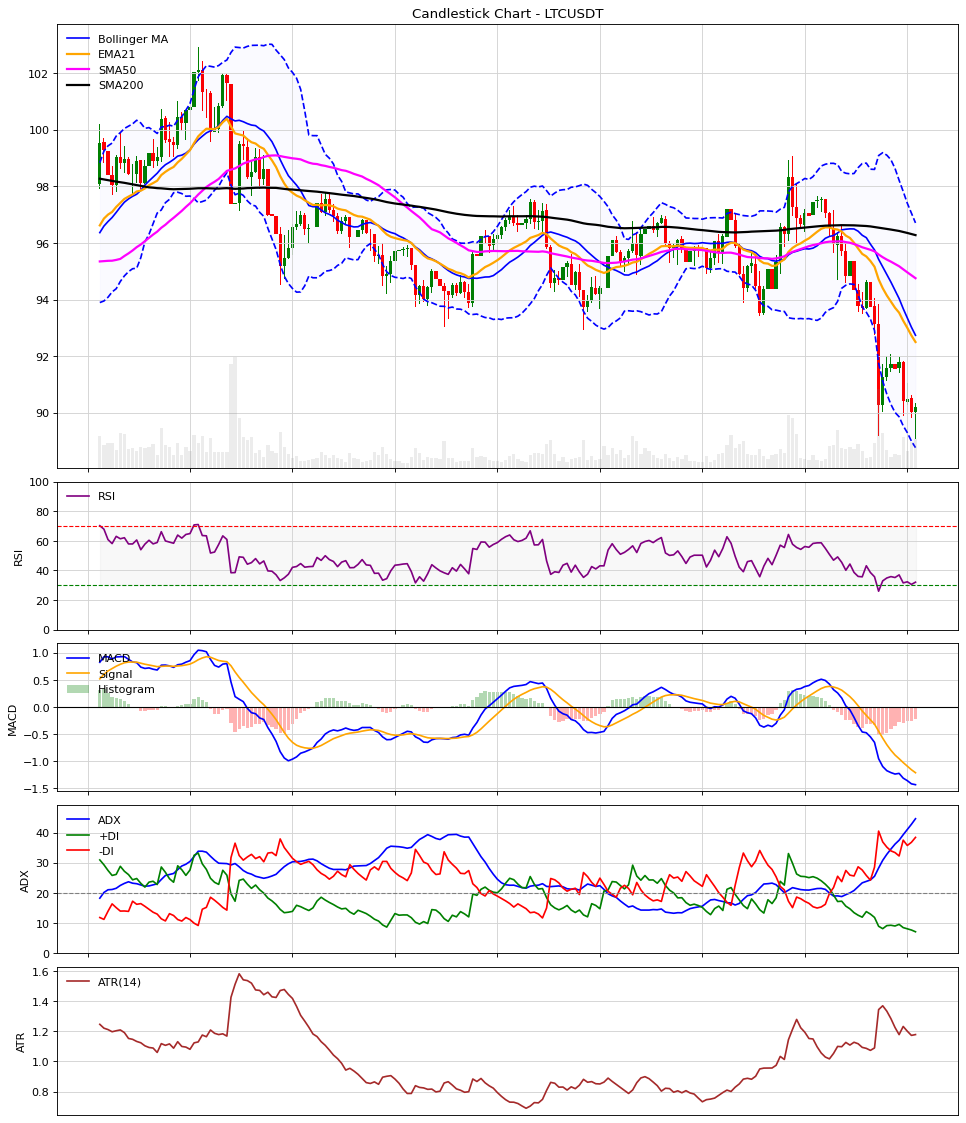 Candlestick Chart - LTCUSDT
Bollinger MA
EMA21
SMA50
SMA200
102
100
98
96
94
92
90
RSI
RSI
100
80
60
40
20
0
MACD
MACD
Signal
Histogram
1.0
0.5
0.0
−0.5
−1.0
−1.5
ADX
ADX
+DI
-DI
40
30
20
10
0
ATR
ATR(14)
1.6
1.4
1.2
1.0
0.8